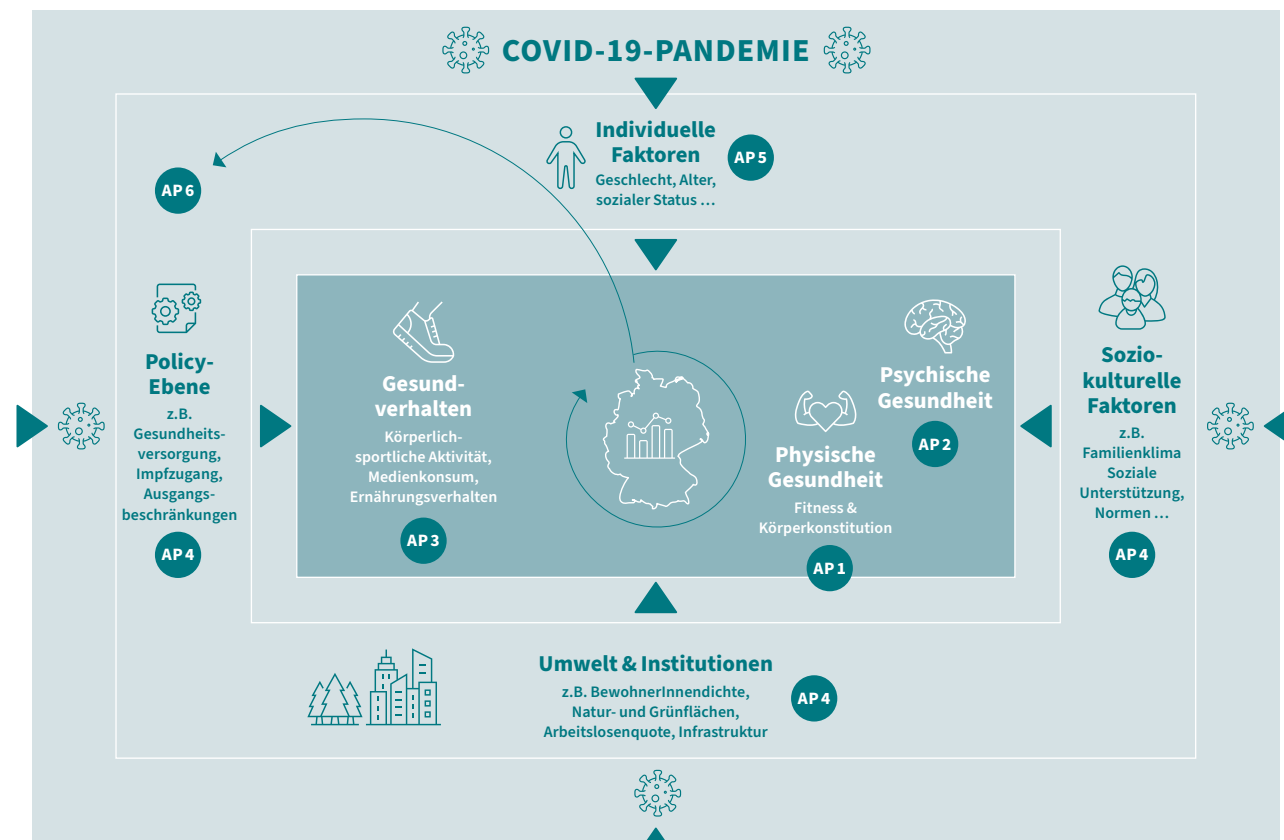 COVID-19-PANDEMIE
Individuelle
Faktoren
Geschlecht, Alter,
sozialer Status …
AP 5
AP 6
Policy-
Ebene
z.B.
Gesundheits-
versorgung,
Impfzugang,
Ausgangs-
beschränkungen
AP 4
Gesund-
verhalten
Körperlich-
sportliche Aktivität,
Medienkonsum,
Ernährungsverhalten
AP 3
Psychische
Gesundheit
AP 2
Physische
Gesundheit
Fitness &
Körperkonstitution
AP 1
Sozio-
kulturelle
Faktoren
z.B.
Familienklima
Soziale
Unterstützung,
Normen …
AP 4
Umwelt & Institutionen
z.B. BewohnerInnendichte,
Natur- und Grünflächen,
Arbeitslosenquote, Infrastruktur
AP 4